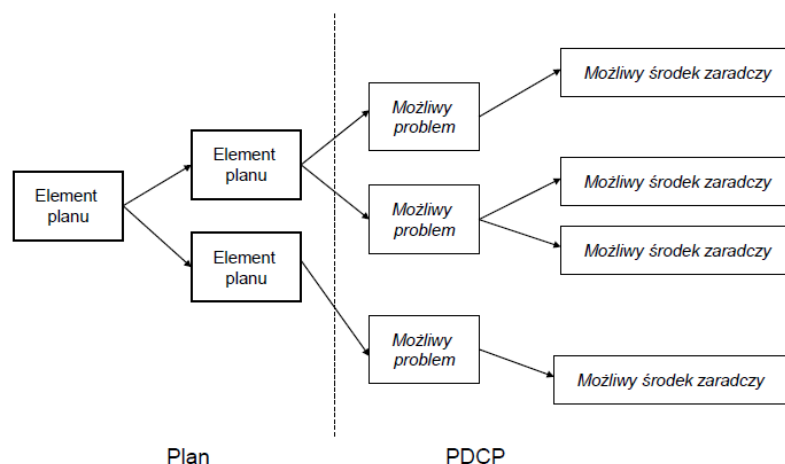 Możliwy środek zaradczy
Możliwy
problem
Element
planu
Możliwy środek zaradczy
Element
planu
Możliwy
problem
Możliwy środek zaradczy
Element
planu
Możliwy
problem
Możliwy środek zaradczy
Plan
PDCP